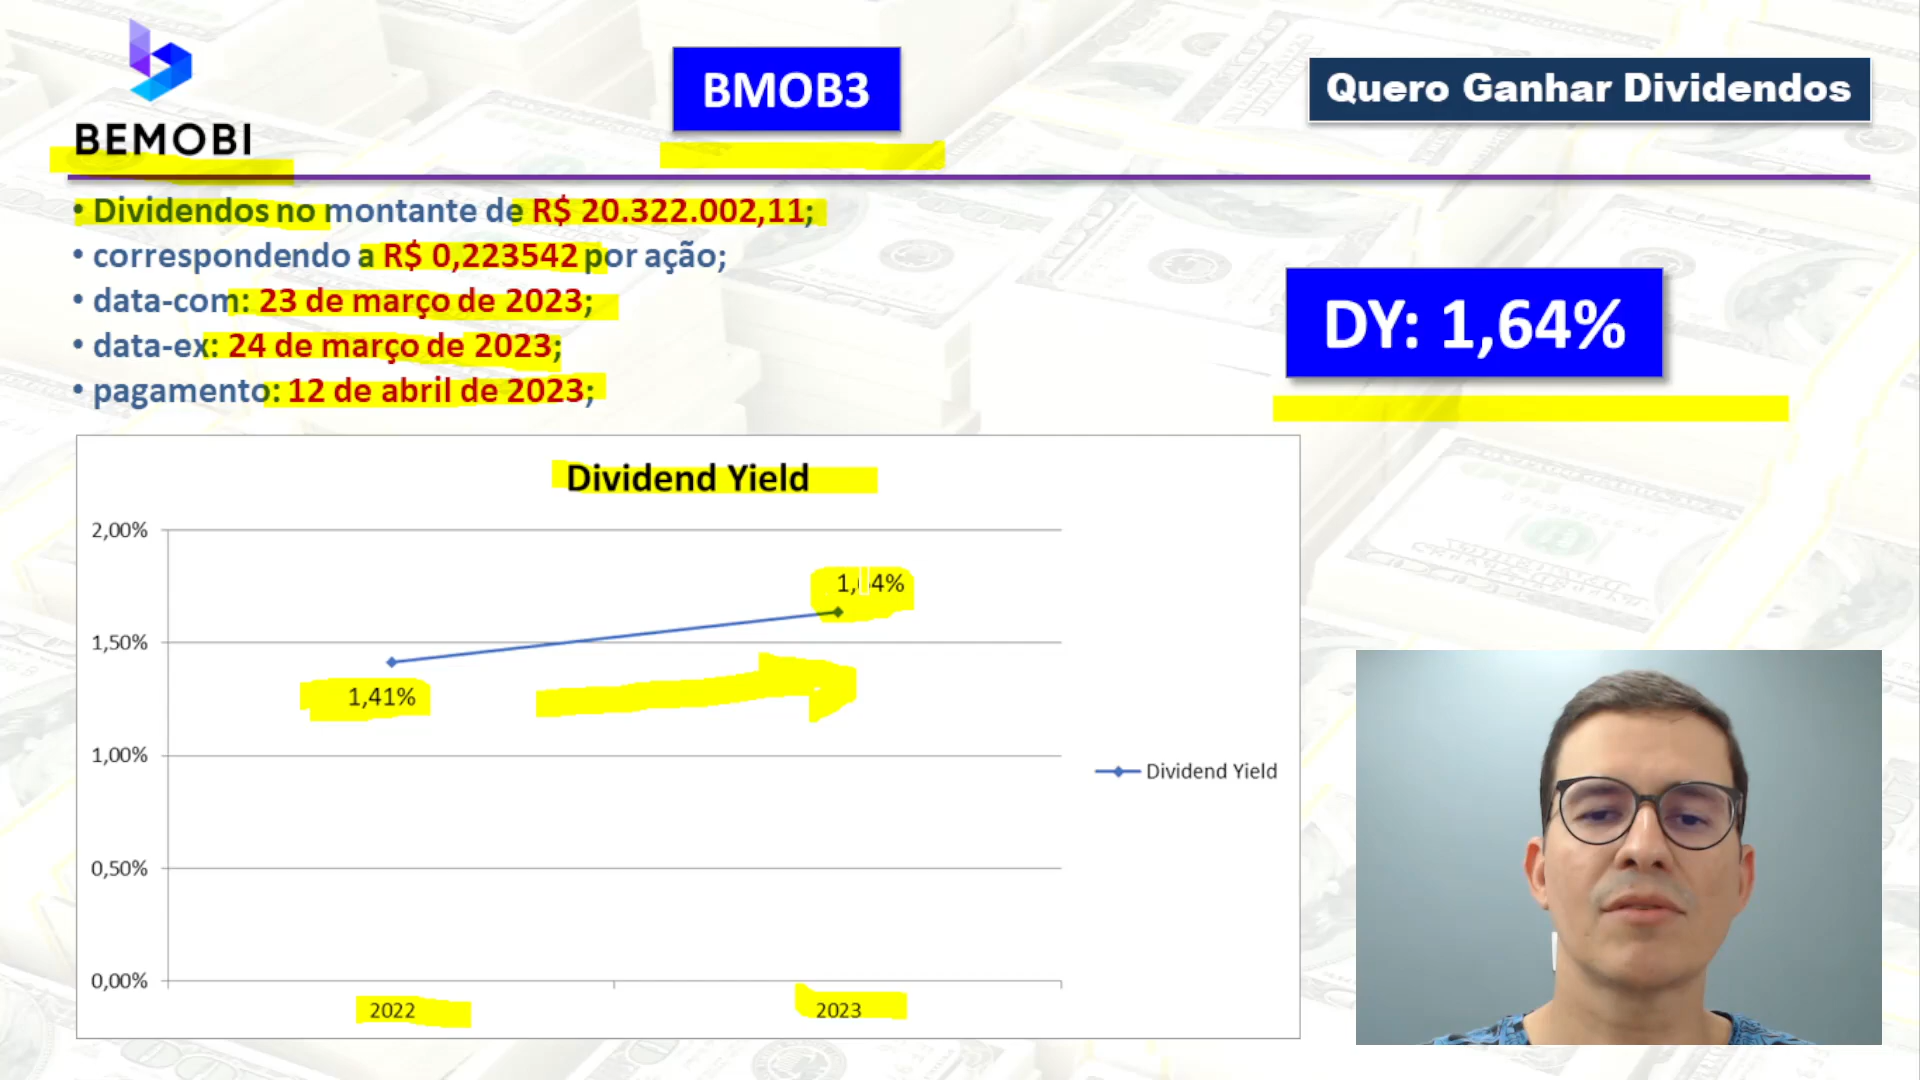 BEMOBI
BMOB3
Quero Ganhar Dividendos
• Dividendos no montante de R$ 20.322.002,11;
• correspondendo a R$ 0,223542 por ação;
• data-com: 23 de março de 2023;
• data-ex: 24 de março de 2023;
• pagamento: 12 de abril de 2023;
DY: 1,64%
Dividend Yield
2,00%
1,50%
1,00%
0,50%
0,00%
1,41%
1,64%
2022
2023
Dividend Yield